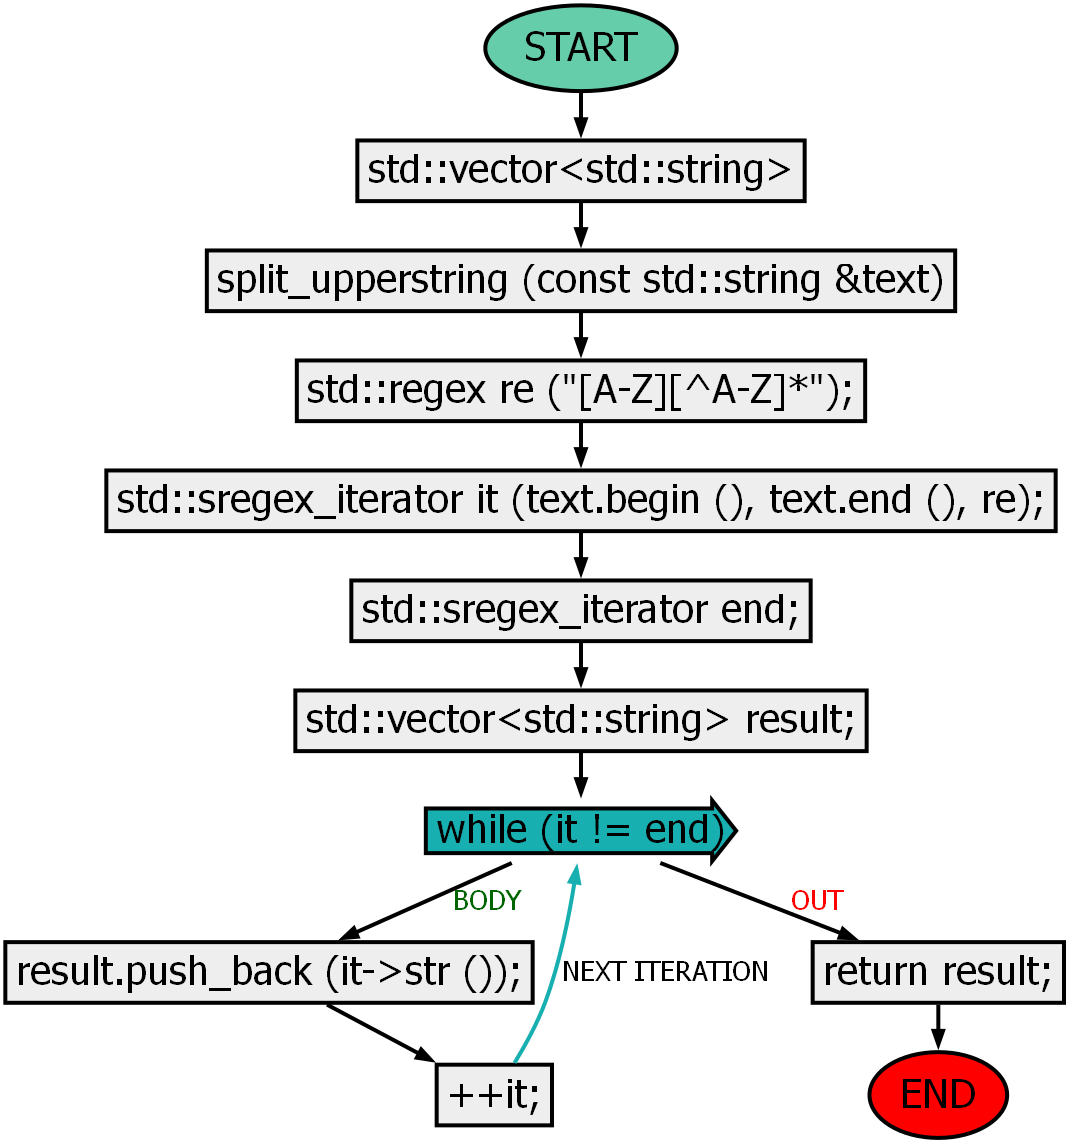 START
std::vector<std::string>
split_upperstring (const std::string &text)
std::regex re ("[A-Z][^A-Z]*");
std::sregex_iterator it (text.begin (), text.end (), re);
std::sregex_iterator end;
std::vector<std::string> result;
while (it != end)
BODY
OUT
result.push_back (it->str ());
NEXT ITERATION
return result;
++it;
END